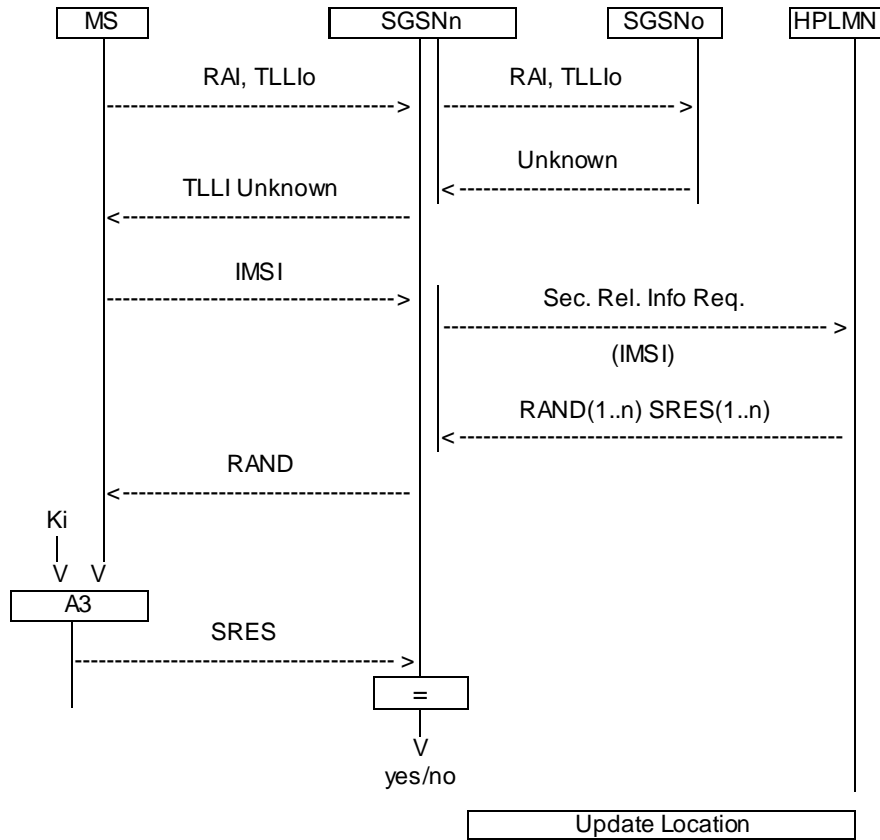 MS SGSNn SGSNo HPLMN
RAI, TLLIo RAI, TLLIo
Unknown
TLLI Unknown
IMSI
Sec. Rel. Info Req.
(IMSI)
RAND(1..n) SRES(1..n)
RAND
Ki
V V
A3
SRES
=
V
yes/no
Update Location